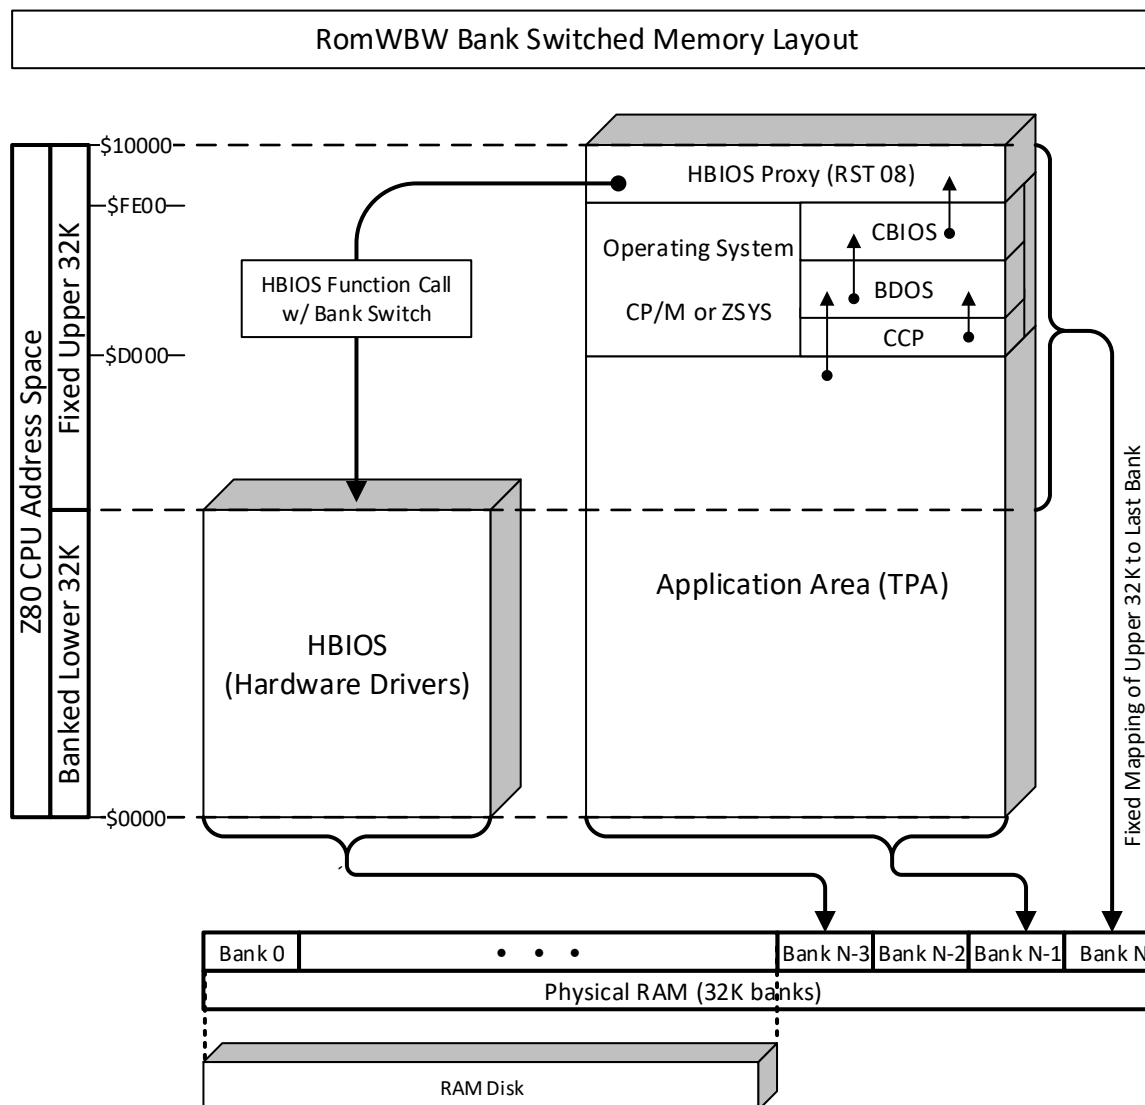 RomWBW Bank Switched Memory Layout
$10000
HBIOS Proxy (RST 08)
$FE00
CBIOS
Operating System
HBIOS Function Call
w/ Bank Switch
BDOS
CP/M or ZSYS
CCP
$D000
Z80 CPU Address Space
Fixed Upper 32K
Banked Lower 32K
Fixed Mapping of Upper 32K to Last Bank
Application Area (TPA)
HBIOS
(Hardware Drivers)
$0000
Bank 0
• • •
Bank N-3
Bank N-2
Bank N-1
Bank N
Physical RAM (32K banks)
RAM Disk